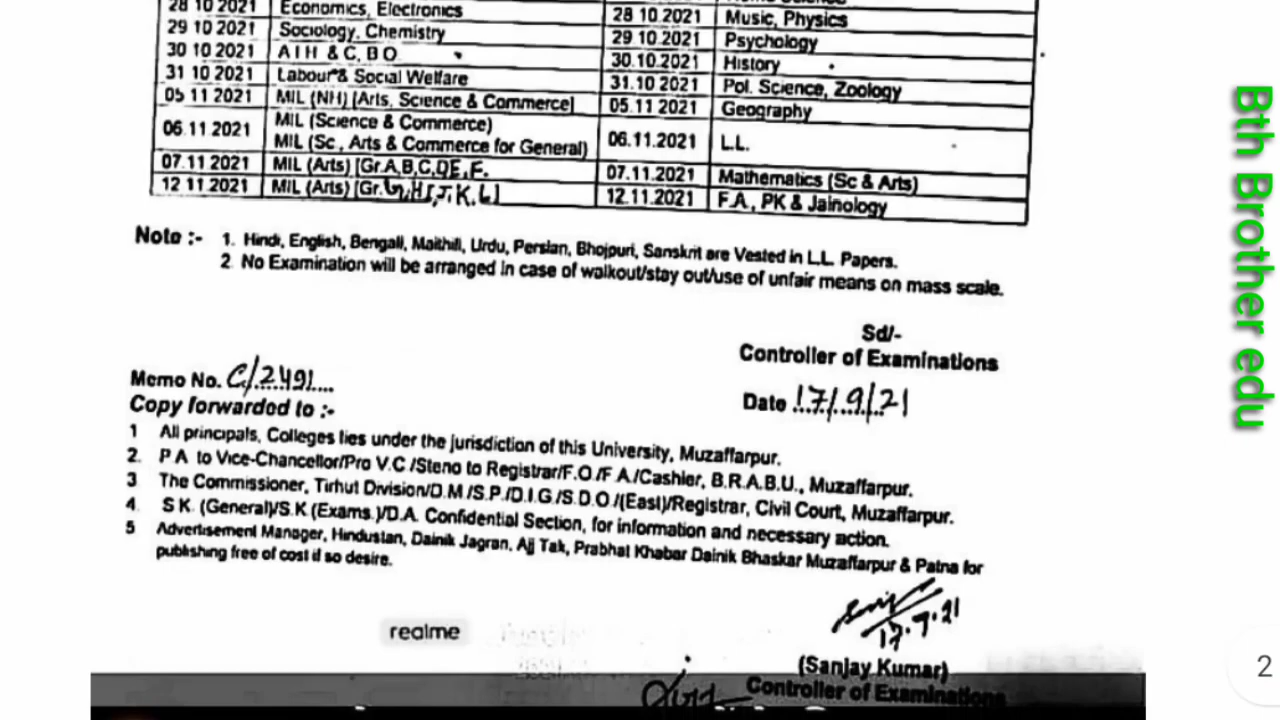 28 10 2021 Economics, Electronics 28 10 2021 Music, Physics
29 10 2021 Sociology, Chemistry 29 10 2021 Psychology
30 10 2021 A I H & C, B O 30.10.2021 History
31 10 2021 Labour & Social Welfare 31.10 2021 Pol. Science, Zoology
05 11 2021 MIL (NH) [Arts, Science & Commerce] 05.11 2021 Geography
06.11 2021 MIL (Science & Commerce) 06.11.2021 L.L.
MIL (Sc, Arts & Commerce for General)
07.11 2021 MIL (Arts) [Gr.A,B,C,DE,F. 07.11.2021 Mathematics (Sc & Arts)
12 11.2021 MIL (Arts) [Gr. G,H,I,J,K,L] 12.11.2021 F.A., PK & Jainology
Note :- 1. Hindi, English, Bengali, Maithili, Urdu, Persian, Bhojpuri, Sanskrit are Vested in L.L. Papers.
2 No Examination will be arranged in case of walkout/stay out/use of unfair means on mass scale.
Sd/-
Controller of Examinations
Memo No. C/2491
Date 17/9/21
Copy forwarded to :-
1 All principals, Colleges lies under the jurisdiction of this University, Muzaffarpur.
2. P A to Vice-Chancellor/Pro V.C /Steno to Registrar/F.O /F A /Cashier, B.R.A.B.U., Muzaffarpur.
3 The Commissioner, Tirhut Division/D.M /S.P /D.I.G /S.D.O /(East)/Registrar, Civil Court, Muzaffarpur.
4 S K. (General)/S K (Exams.)/D.A. Confidential Section, for information and necessary action.
5 Advertisement Manager, Hindustan, Dainik Jagran, Ajj Tak, Prabhat Khabar Dainik Bhaskar Muzaffarpur & Patna for
publishing free of cost if so desire.
realme
(Sanjay Kumar)
Controller of Examinations
Bth Brother edu
2